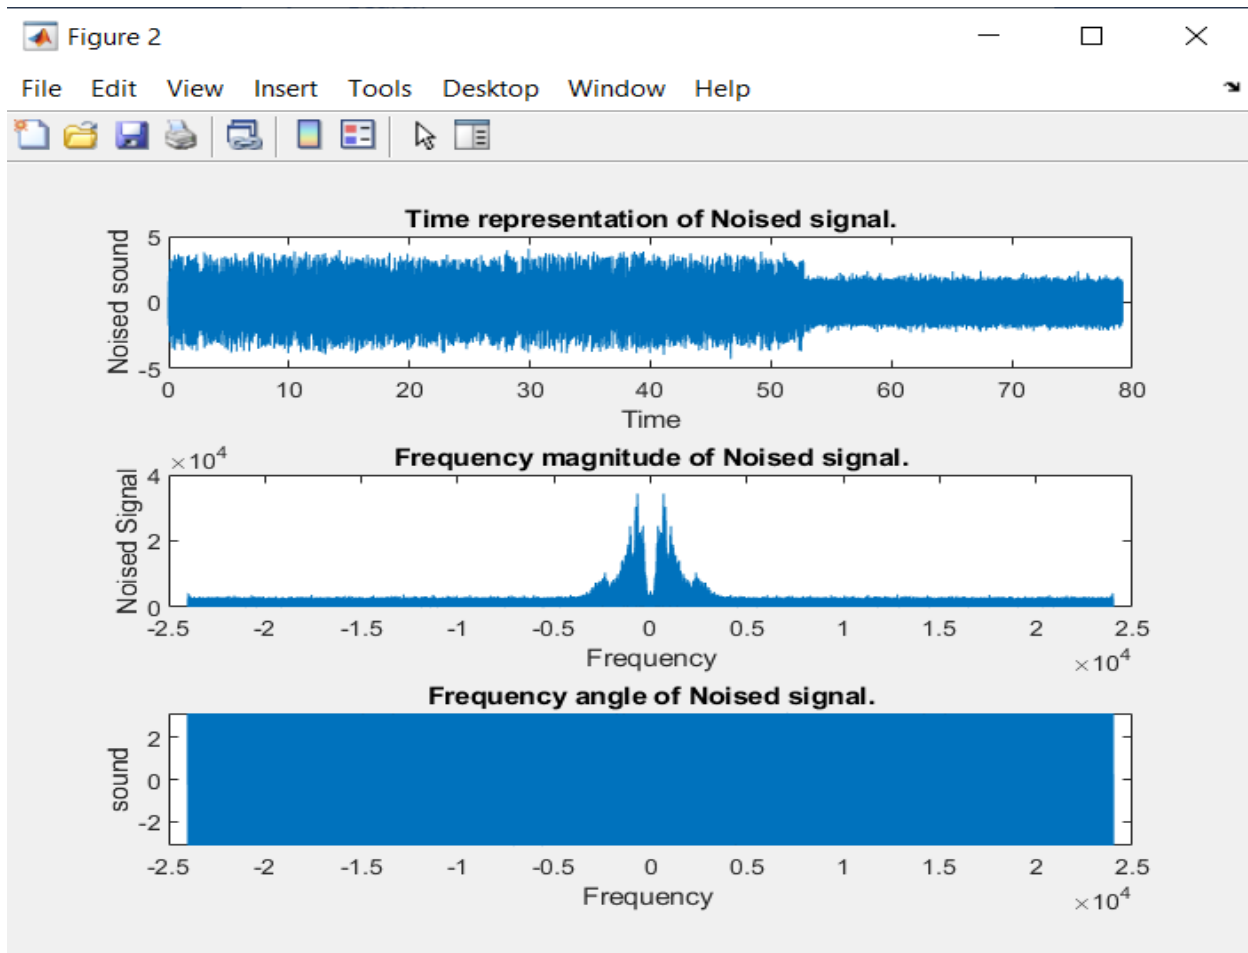 Figure 2
File Edit View Insert Tools Desktop Window Help
Time representation of Noised signal.
Noised sound
5
0
-5
0 10 20 30 40 50 60 70 80
Time
Frequency magnitude of Noised signal.
×10^4
Noised Signal
4
2
0
-2.5 -2 -1.5 -1 -0.5 0 0.5 1 1.5 2 2.5
Frequency
×10^4
Frequency angle of Noised signal.
sound
2
0
-2
-2.5 -2 -1.5 -1 -0.5 0 0.5 1 1.5 2 2.5
Frequency
×10^4